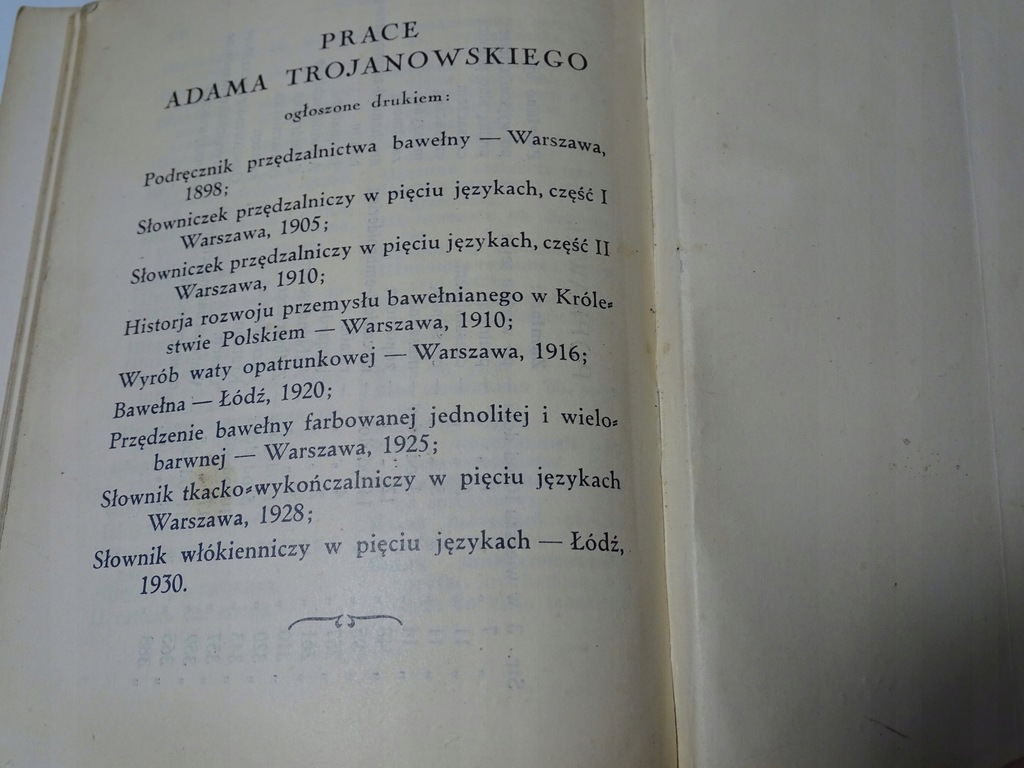 PRACE
ADAMA TROJANOWSKIEGO
ogłoszone drukiem:
Podręcznik przędzalnictwa bawełny — Warszawa,
1898;
Słowniczek przędzalniczy w pięciu językach, część I
Warszawa, 1905;
Słowniczek przędzalniczy w pięciu językach, część II
Warszawa, 1910;
Historja rozwoju przemysłu bawełnianego w Króle=
stwie Polskiem — Warszawa, 1910;
Wyrób waty opatrunkowej — Warszawa, 1916;
Bawełna — Łódź, 1920;
Przędzenie bawełny farbowanej jednolitej i wielo=
barwnej — Warszawa, 1925;
Słownik tkacko=wykończalniczy w pięciu językach
Warszawa, 1928;
Słownik włókienniczy w pięciu językach — Łódź,
1930.